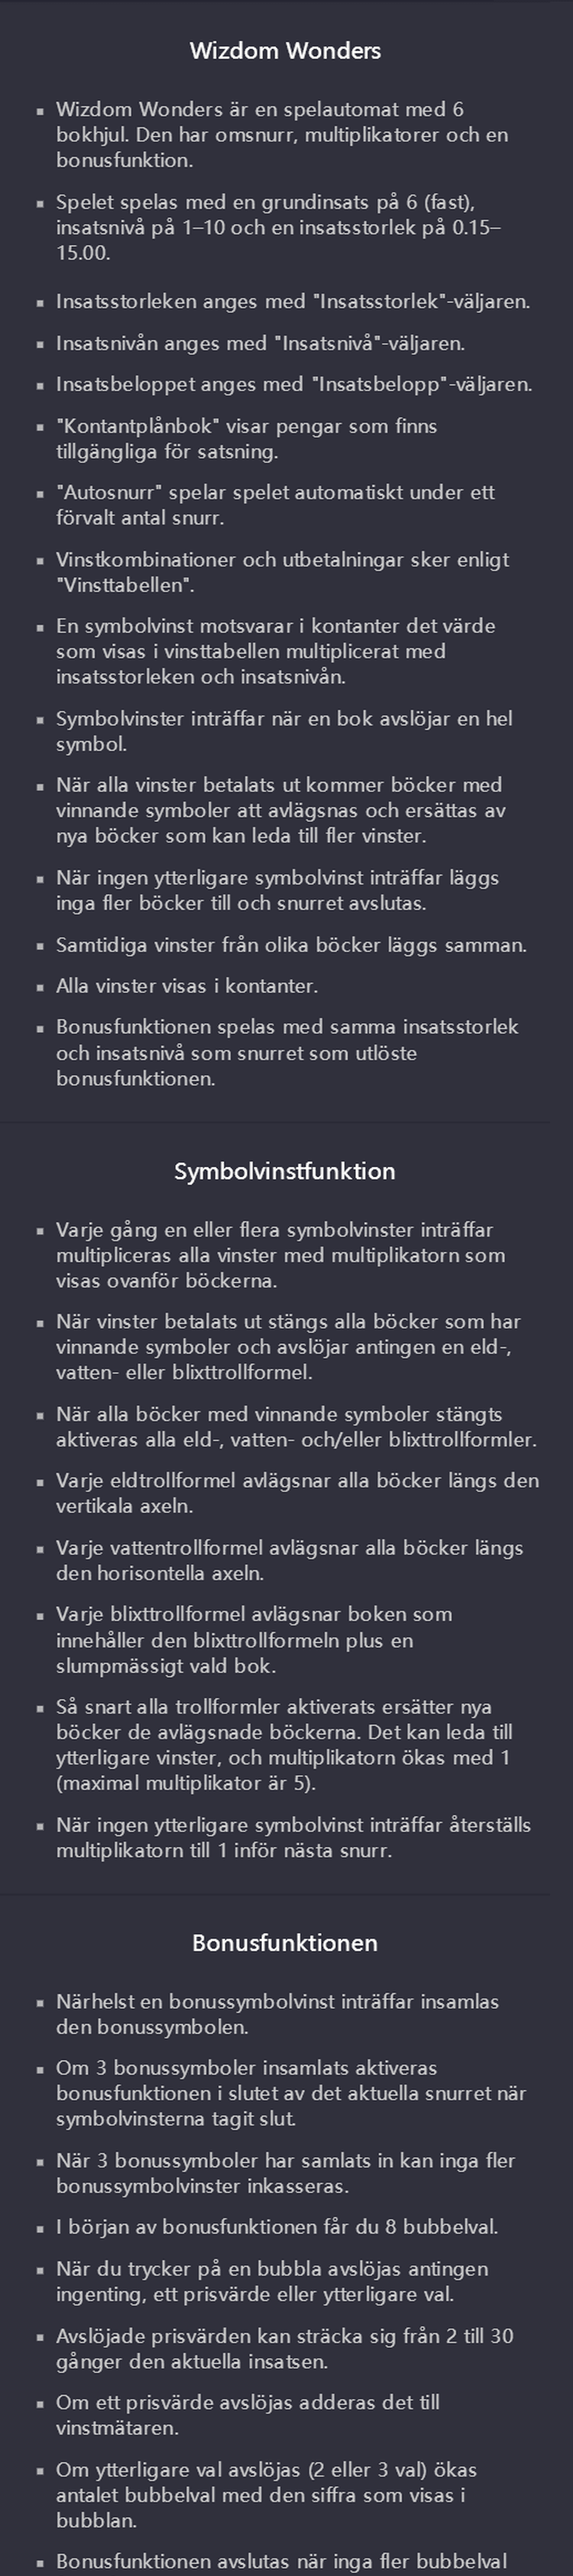 Wizdom Wonders
▪ Wizdom Wonders är en spelautomat med 6
bokhjul. Den har omsnurr, multiplikatorer och en
bonusfunktion.
▪ Spelet spelas med en grundinsats på 6 (fast),
insatsnivå på 1–10 och en insatsstorlek på 0.15–
15.00.
▪ Insatsstorleken anges med "Insatsstorlek"-väljaren.
▪ Insatsnivån anges med "Insatsnivå"-väljaren.
▪ Insatsbeloppet anges med "Insatsbelopp"-väljaren.
▪ "Kontantplånbok" visar pengar som finns
tillgängliga för satsning.
▪ "Autosnurr" spelar spelet automatiskt under ett
förvalt antal snurr.
▪ Vinstkombinationer och utbetalningar sker enligt
"Vinsttabellen".
▪ En symbolvinst motsvarar i kontanter det värde
som visas i vinsttabellen multiplicerat med
insatsstorleken och insatsnivån.
▪ Symbolvinster inträffar när en bok avslöjar en hel
symbol.
▪ När alla vinster betalats ut kommer böcker med
vinnande symboler att avlägsnas och ersättas av
nya böcker som kan leda till fler vinster.
▪ När ingen ytterligare symbolvinst inträffar läggs
inga fler böcker till och snurret avslutas.
▪ Samtidiga vinster från olika böcker läggs samman.
▪ Alla vinster visas i kontanter.
▪ Bonusfunktionen spelas med samma insatsstorlek
och insatsnivå som snurret som utlöste
bonusfunktionen.
Symbolvinstfunktion
▪ Varje gång en eller flera symbolvinster inträffar
multipliceras alla vinster med multiplikatorn som
visas ovanför böckerna.
▪ När vinster betalats ut stängs alla böcker som har
vinnande symboler och avslöjar antingen en eld-,
vatten- eller blixttrollformel.
▪ När alla böcker med vinnande symboler stängts
aktiveras alla eld-, vatten- och/eller blixttrollformler.
▪ Varje eldtrollformel avlägsnar alla böcker längs den
vertikala axeln.
▪ Varje vattentrollformel avlägsnar alla böcker längs
den horisontella axeln.
▪ Varje blixttrollformel avlägsnar boken som
innehåller den blixttrollformeln plus en
slumpmässigt vald bok.
▪ Så snart alla trollformler aktiverats ersätter nya
böcker de avlägsnade böckerna. Det kan leda till
ytterligare vinster, och multiplikatorn ökas med 1
(maximal multiplikator är 5).
▪ När ingen ytterligare symbolvinst inträffar återställs
multiplikatorn till 1 inför nästa snurr.
Bonusfunktionen
▪ Närhelst en bonussymbolvinst inträffar insamlas
den bonussymbolen.
▪ Om 3 bonussymboler insamlats aktiveras
bonusfunktionen i slutet av det aktuella snurret när
symbolvinsterna tagit slut.
▪ När 3 bonussymboler har samlats in kan inga fler
bonussymbolvinster inkasseras.
▪ I början av bonusfunktionen får du 8 bubbelval.
▪ När du trycker på en bubbla avslöjas antingen
ingenting, ett prisvärde eller ytterligare val.
▪ Avslöjade prisvärden kan sträcka sig från 2 till 30
gånger den aktuella insatsen.
▪ Om ett prisvärde avslöjas adderas det till
vinstmätaren.
▪ Om ytterligare val avslöjas (2 eller 3 val) ökas
antalet bubbelval med den siffra som visas i
bubblan.
▪ Bonusfunktionen avslutas när inga fler bubbelval